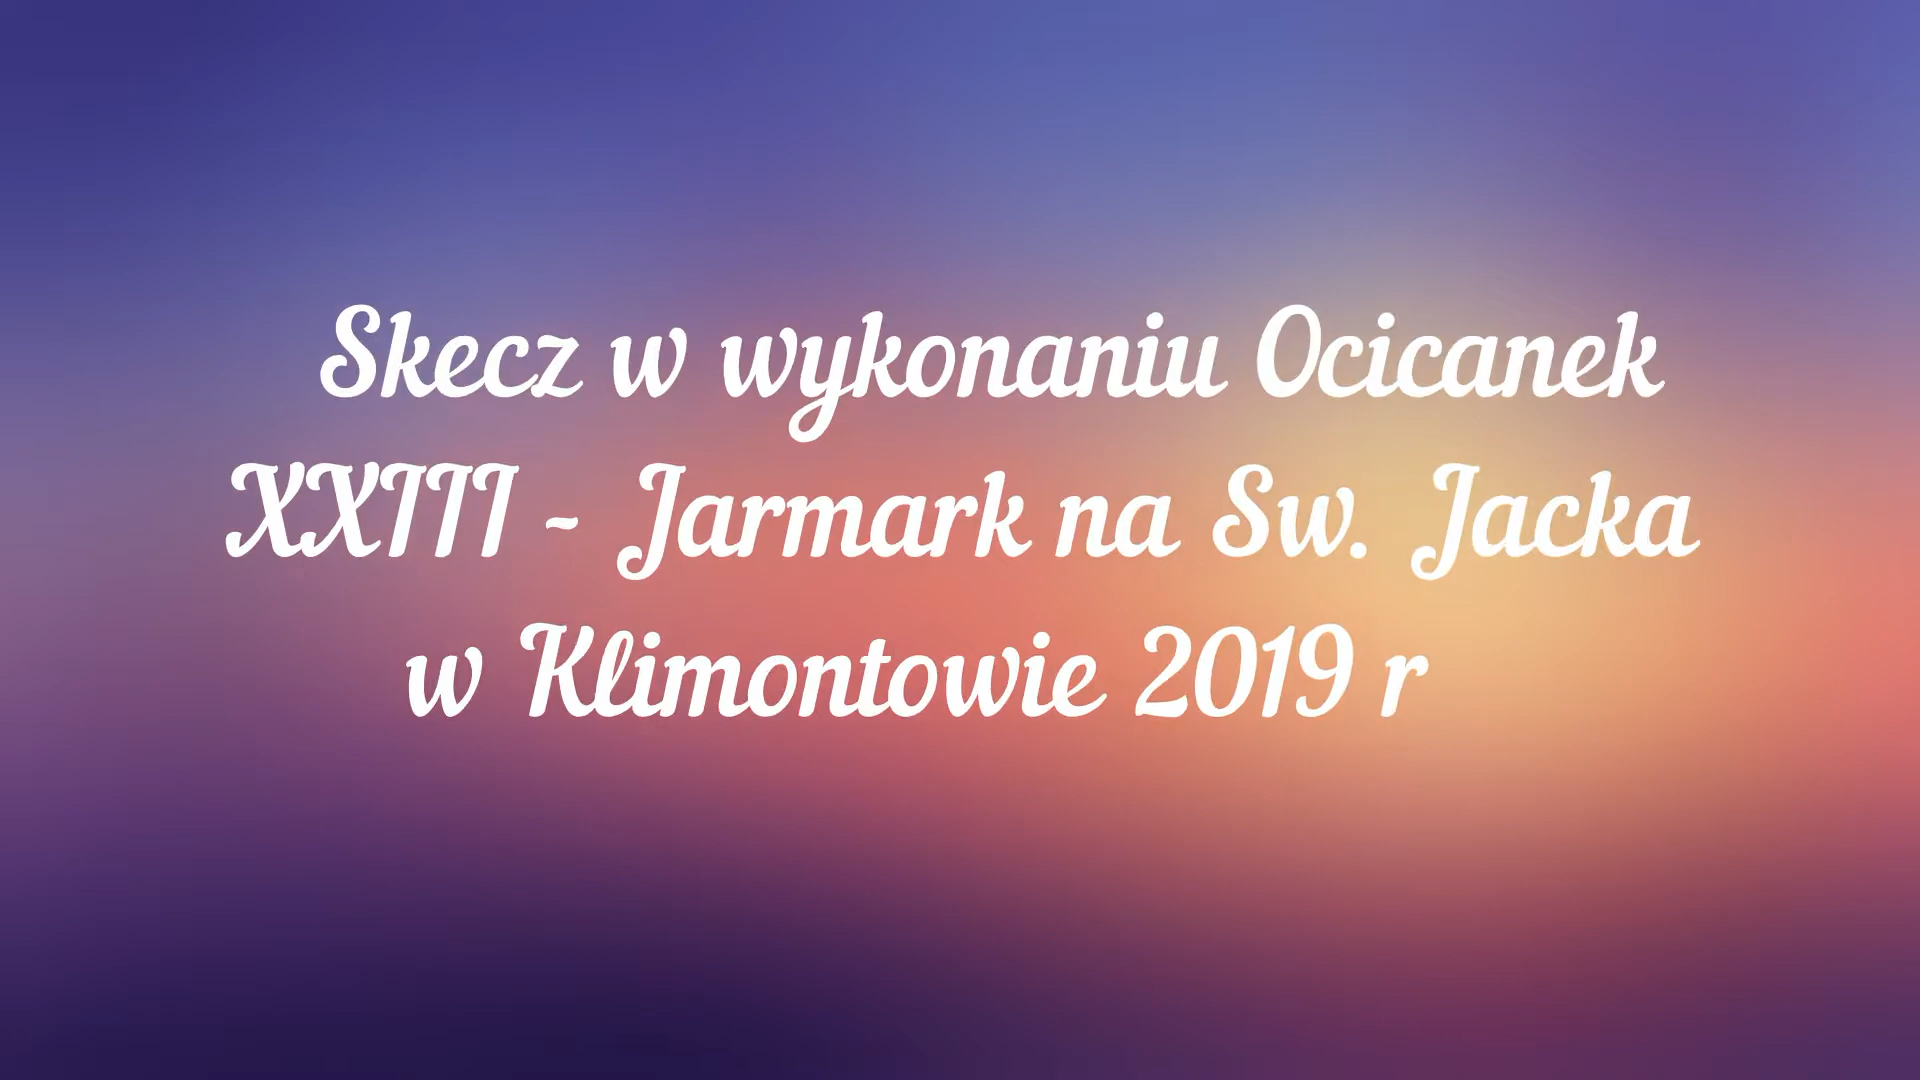 Skecz w wykonaniu Ocicanek
XXIII - Jarmark na Sw. Jacka
w Klimontowie 2019 r